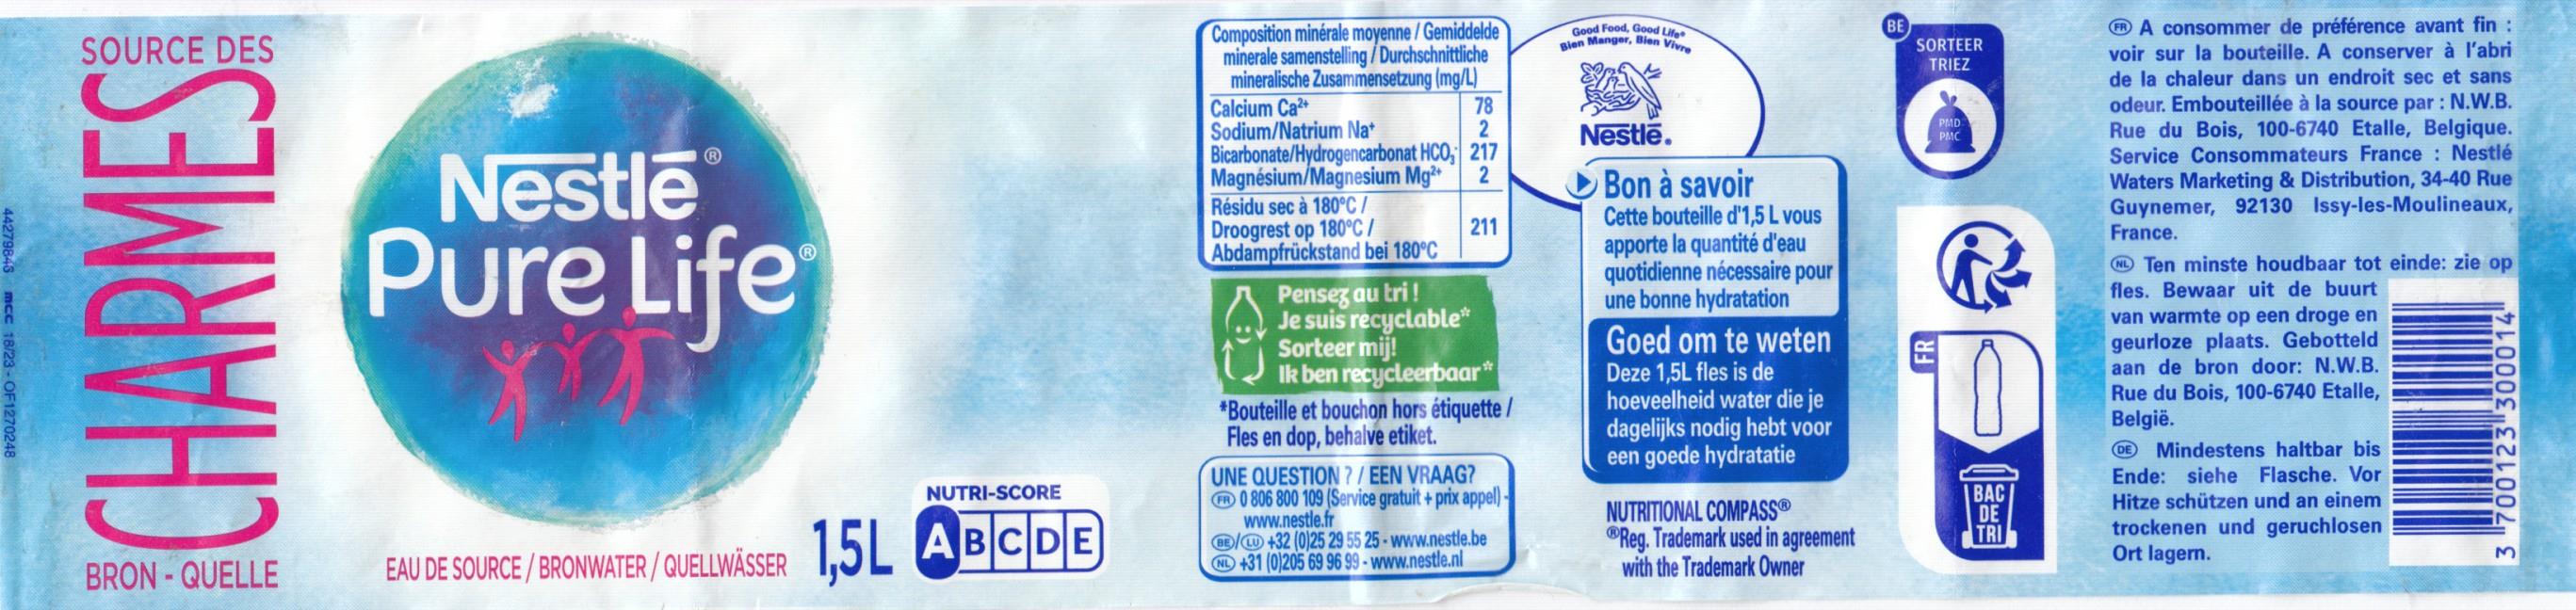 44279843 mcc 18/23 - OF1270248
SOURCE DES
CHARMES
BRON - QUELLE
Nestlé®
Pure Life®
EAU DE SOURCE / BRONWATER / QUELLWÄSSER
1,5 L
NUTRI-SCORE
A B C D E
Composition minérale moyenne / Gemiddelde
minerale samenstelling / Durchschnittliche
mineralische Zusammensetzung (mg/L)
Calcium Ca²⁺ 78
Sodium/Natrium Na⁺ 2
Bicarbonate/Hydrogencarbonat HCO₃⁻ 217
Magnésium/Magnesium Mg²⁺ 2
Résidu sec à 180°C /
Droogrest op 180°C / 211
Abdampfrückstand bei 180°C
Pensez au tri !
Je suis recyclable*
Sorteer mij!
Ik ben recycleerbaar*
*Bouteille et bouchon hors étiquette /
Fles en dop, behalve etiket.
UNE QUESTION ? / EEN VRAAG?
FR 0 806 800 109 (Service gratuit + prix appel) -
www.nestle.fr
BE/LU +32 (0)25 29 55 25 - www.nestle.be
NL +31 (0)205 69 96 99 - www.nestle.nl
Good Food, Good Life®
Bien Manger, Bien Vivre
Nestlé.
Bon à savoir
Cette bouteille d'1,5 L vous
apporte la quantité d'eau
quotidienne nécessaire pour
une bonne hydratation
Goed om te weten
Deze 1,5L fles is de
hoeveelheid water die je
dagelijks nodig hebt voor
een goede hydratatie
NUTRITIONAL COMPASS®
®Reg. Trademark used in agreement
with the Trademark Owner
BE
SORTEER
TRIEZ
PMD
PMC
FR
BAC
DE
TRI
FR A consommer de préférence avant fin :
voir sur la bouteille. A conserver à l'abri
de la chaleur dans un endroit sec et sans
odeur. Embouteillée à la source par : N.W.B.
Rue du Bois, 100-6740 Etalle, Belgique.
Service Consommateurs France : Nestlé
Waters Marketing & Distribution, 34-40 Rue
Guynemer, 92130 Issy-les-Moulineaux,
France.
NL Ten minste houdbaar tot einde: zie op
fles. Bewaar uit de buurt
van warmte op een droge en
geurloze plaats. Gebotteld
aan de bron door: N.W.B.
Rue du Bois, 100-6740 Etalle,
België.
DE Mindestens haltbar bis
Ende: siehe Flasche. Vor
Hitze schützen und an einem
trockenen und geruchlosen
Ort lagern.
3 700123 300014